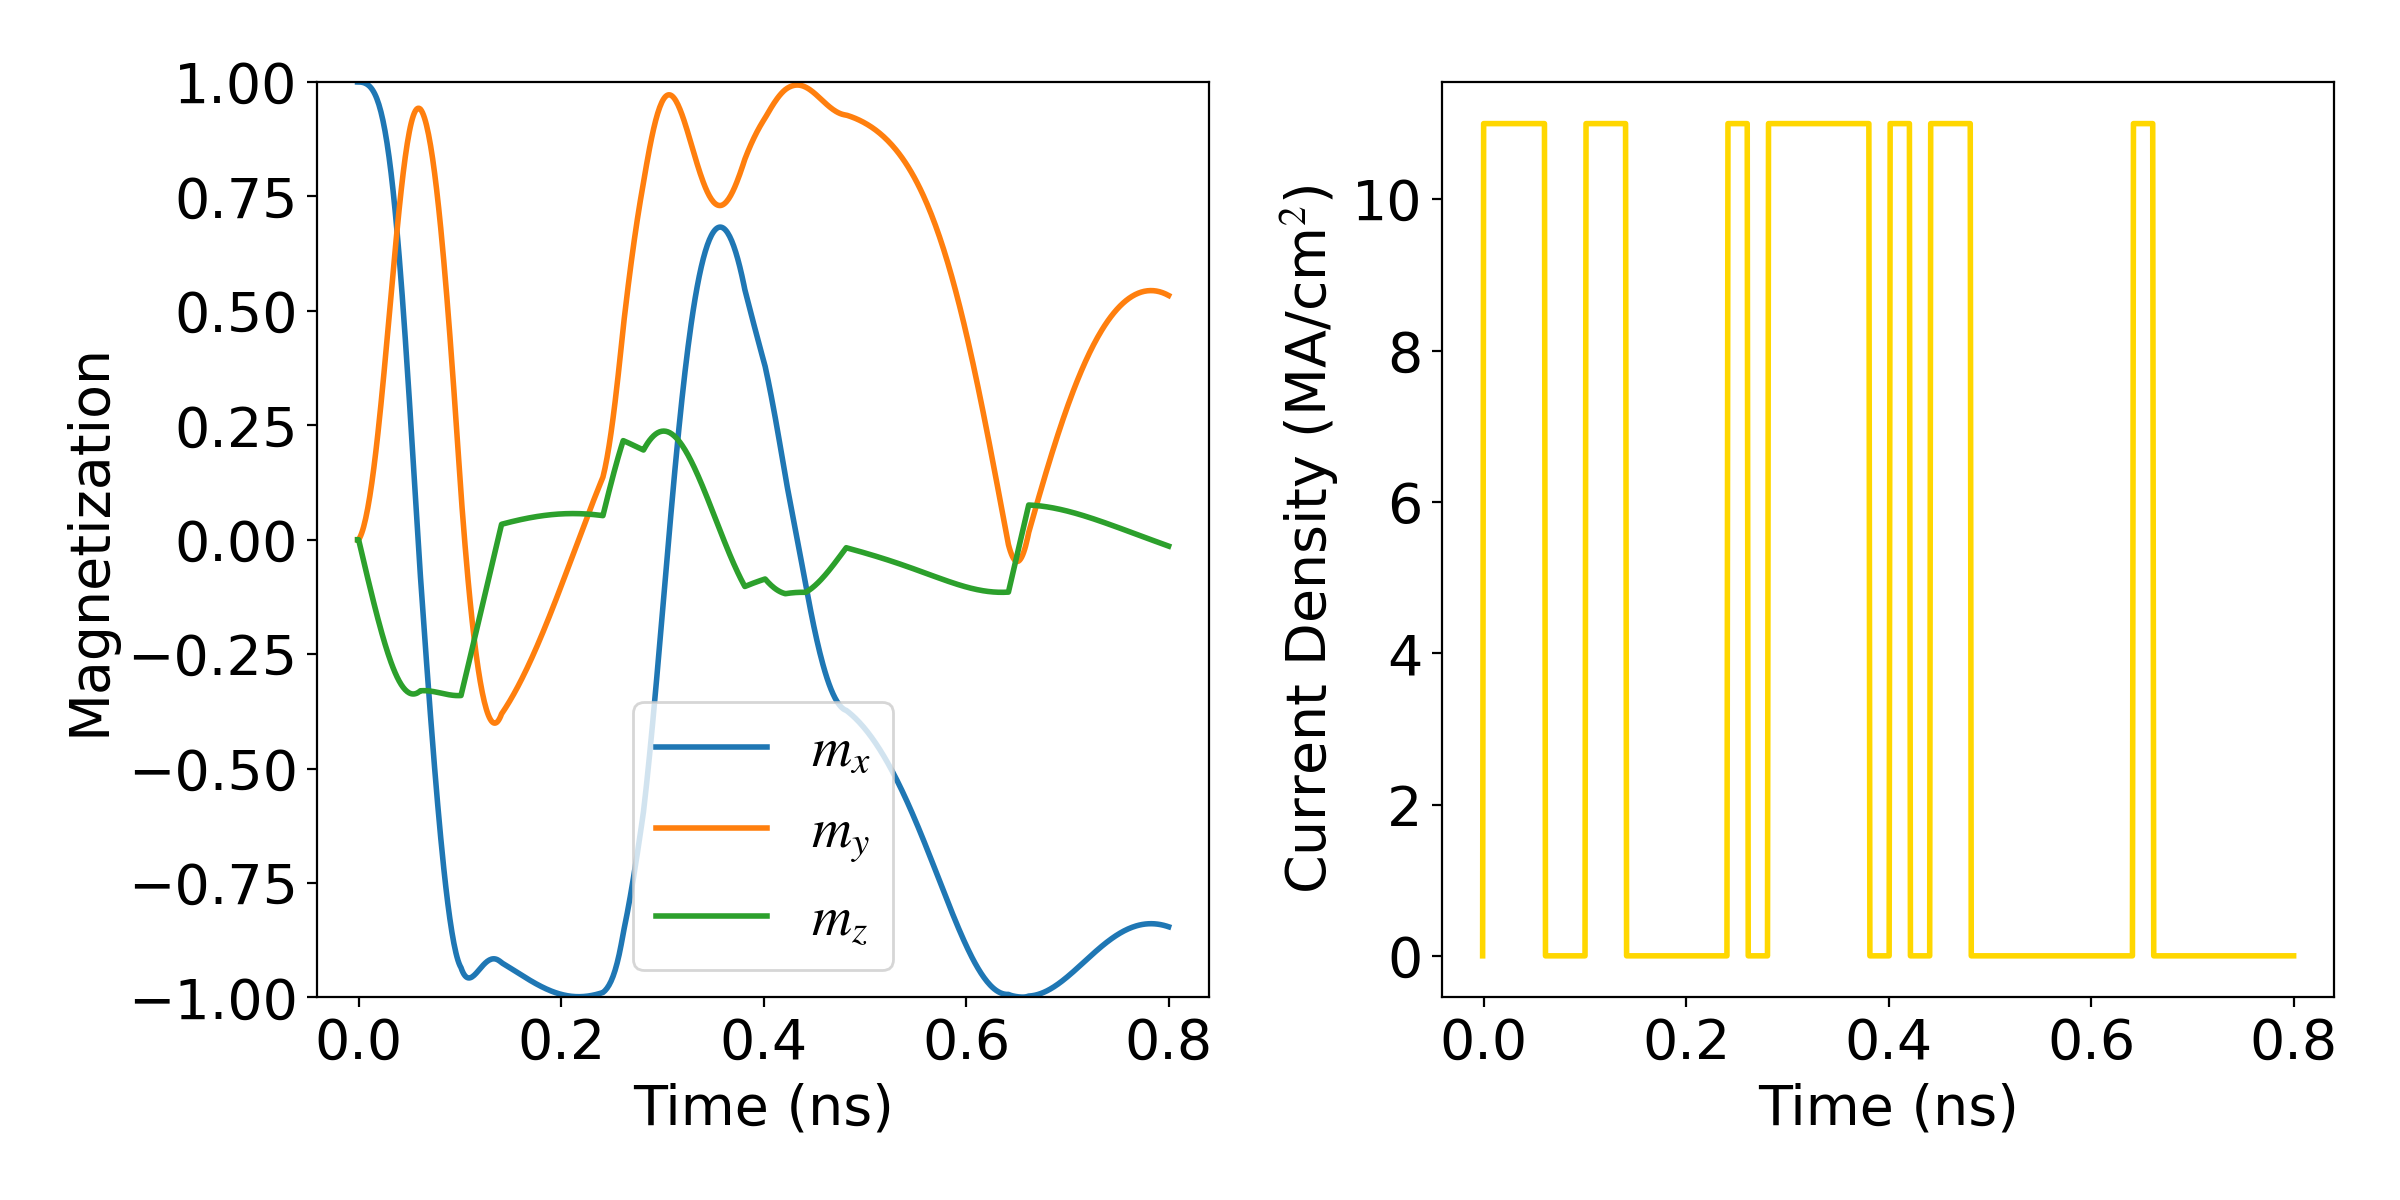 1.00
0.75
0.50
0.25
0.00
−0.25
−0.50
−0.75
−1.00
Magnetization
0.0 0.2 0.4 0.6 0.8
Time (ns)
m_x
m_y
m_z
10
8
6
4
2
0
Current Density (MA/cm²)
0.0 0.2 0.4 0.6 0.8
Time (ns)